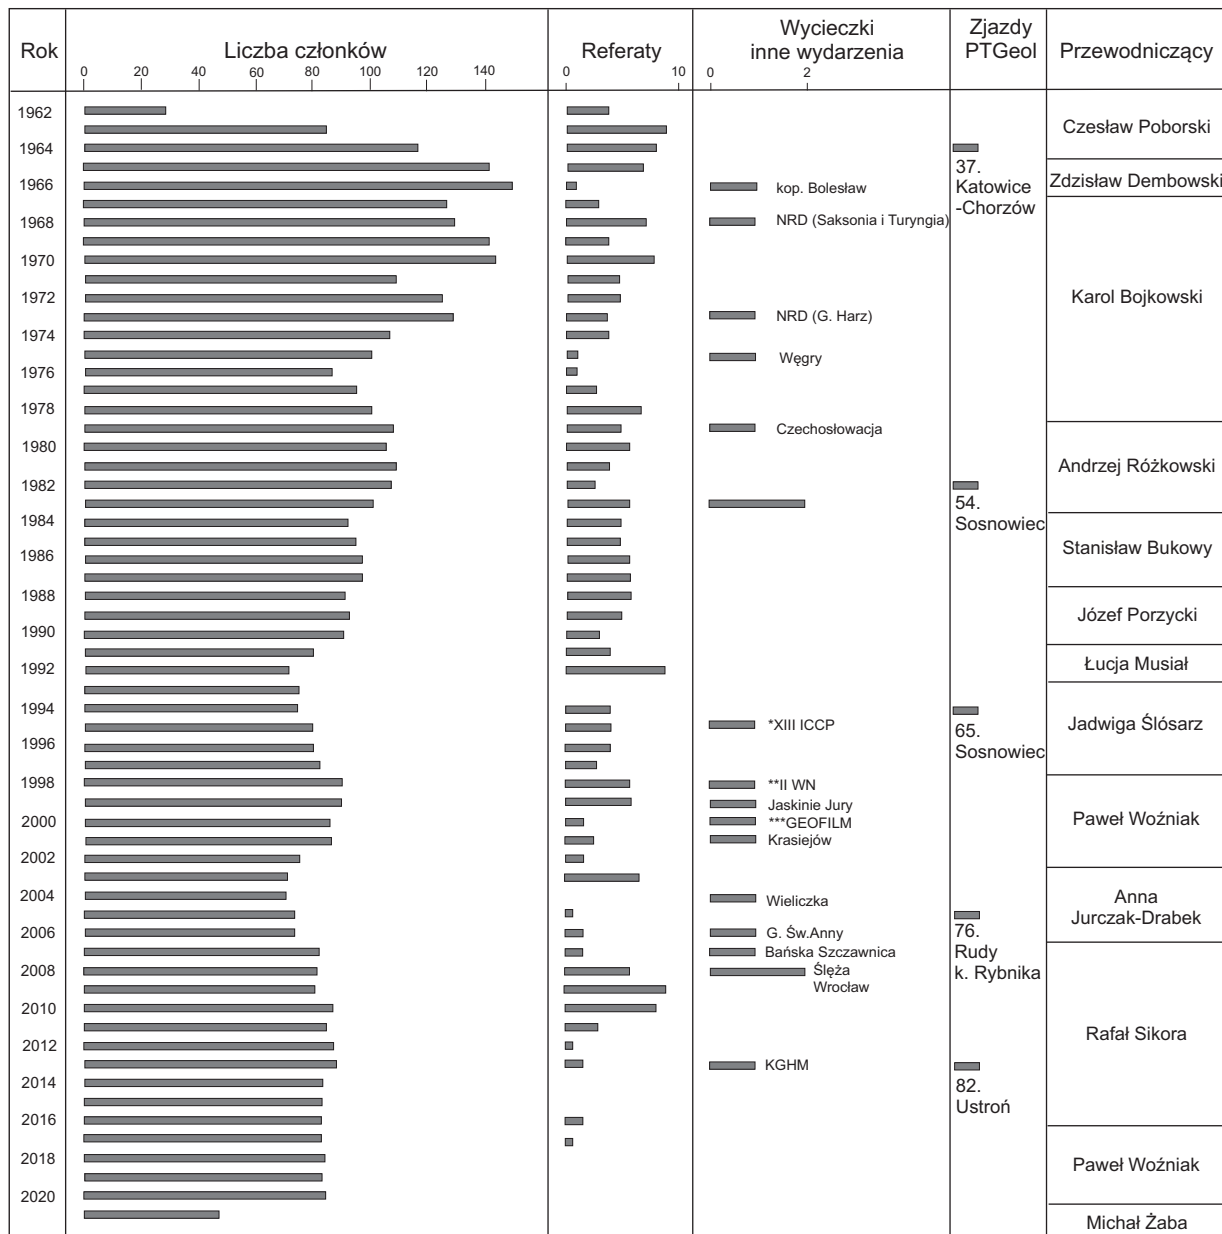 Rok
Liczba członków
Referaty
Wycieczki
inne wydarzenia
Zjazdy
PTGeol
Przewodniczący
0 20 40 60 80 100 120 140
0 10
0 2
1962
1964
1966
1968
1970
1972
1974
1976
1978
1980
1982
1984
1986
1988
1990
1992
1994
1996
1998
2000
2002
2004
2006
2008
2010
2012
2014
2016
2018
2020
kop. Bolesław
NRD (Saksonia i Turyngia)
NRD (G. Harz)
Węgry
Czechosłowacja
*XIII ICCP
**II WN
Jaskinie Jury
***GEOFILM
Krasiejów
Wieliczka
G. Św.Anny
Bańska Szczawnica
Ślęża
Wrocław
KGHM
37.
Katowice
-Chorzów
54.
Sosnowiec
65.
Sosnowiec
76.
Rudy
k. Rybnika
82.
Ustroń
Czesław Poborski
Zdzisław Dembowski
Karol Bojkowski
Andrzej Różkowski
Stanisław Bukowy
Józef Porzycki
Łucja Musiał
Jadwiga Ślósarz
Paweł Woźniak
Anna
Jurczak-Drabek
Rafał Sikora
Paweł Woźniak
Michał Żaba